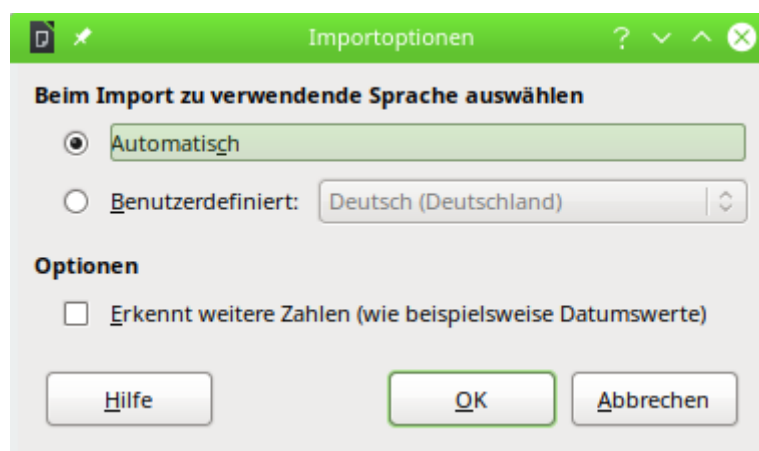 Importoptionen
Beim Import zu verwendende Sprache auswählen
Automatisch
Benutzerdefiniert: Deutsch (Deutschland)
Optionen
Erkennt weitere Zahlen (wie beispielsweise Datumswerte)
Hilfe OK Abbrechen